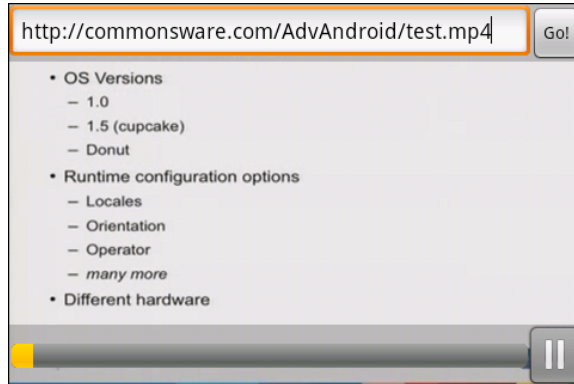 http://commonsware.com/AdvAndroid/test.mp4
Go!
• OS Versions
– 1.0
– 1.5 (cupcake)
– Donut
• Runtime configuration options
– Locales
– Orientation
– Operator
– many more
• Different hardware